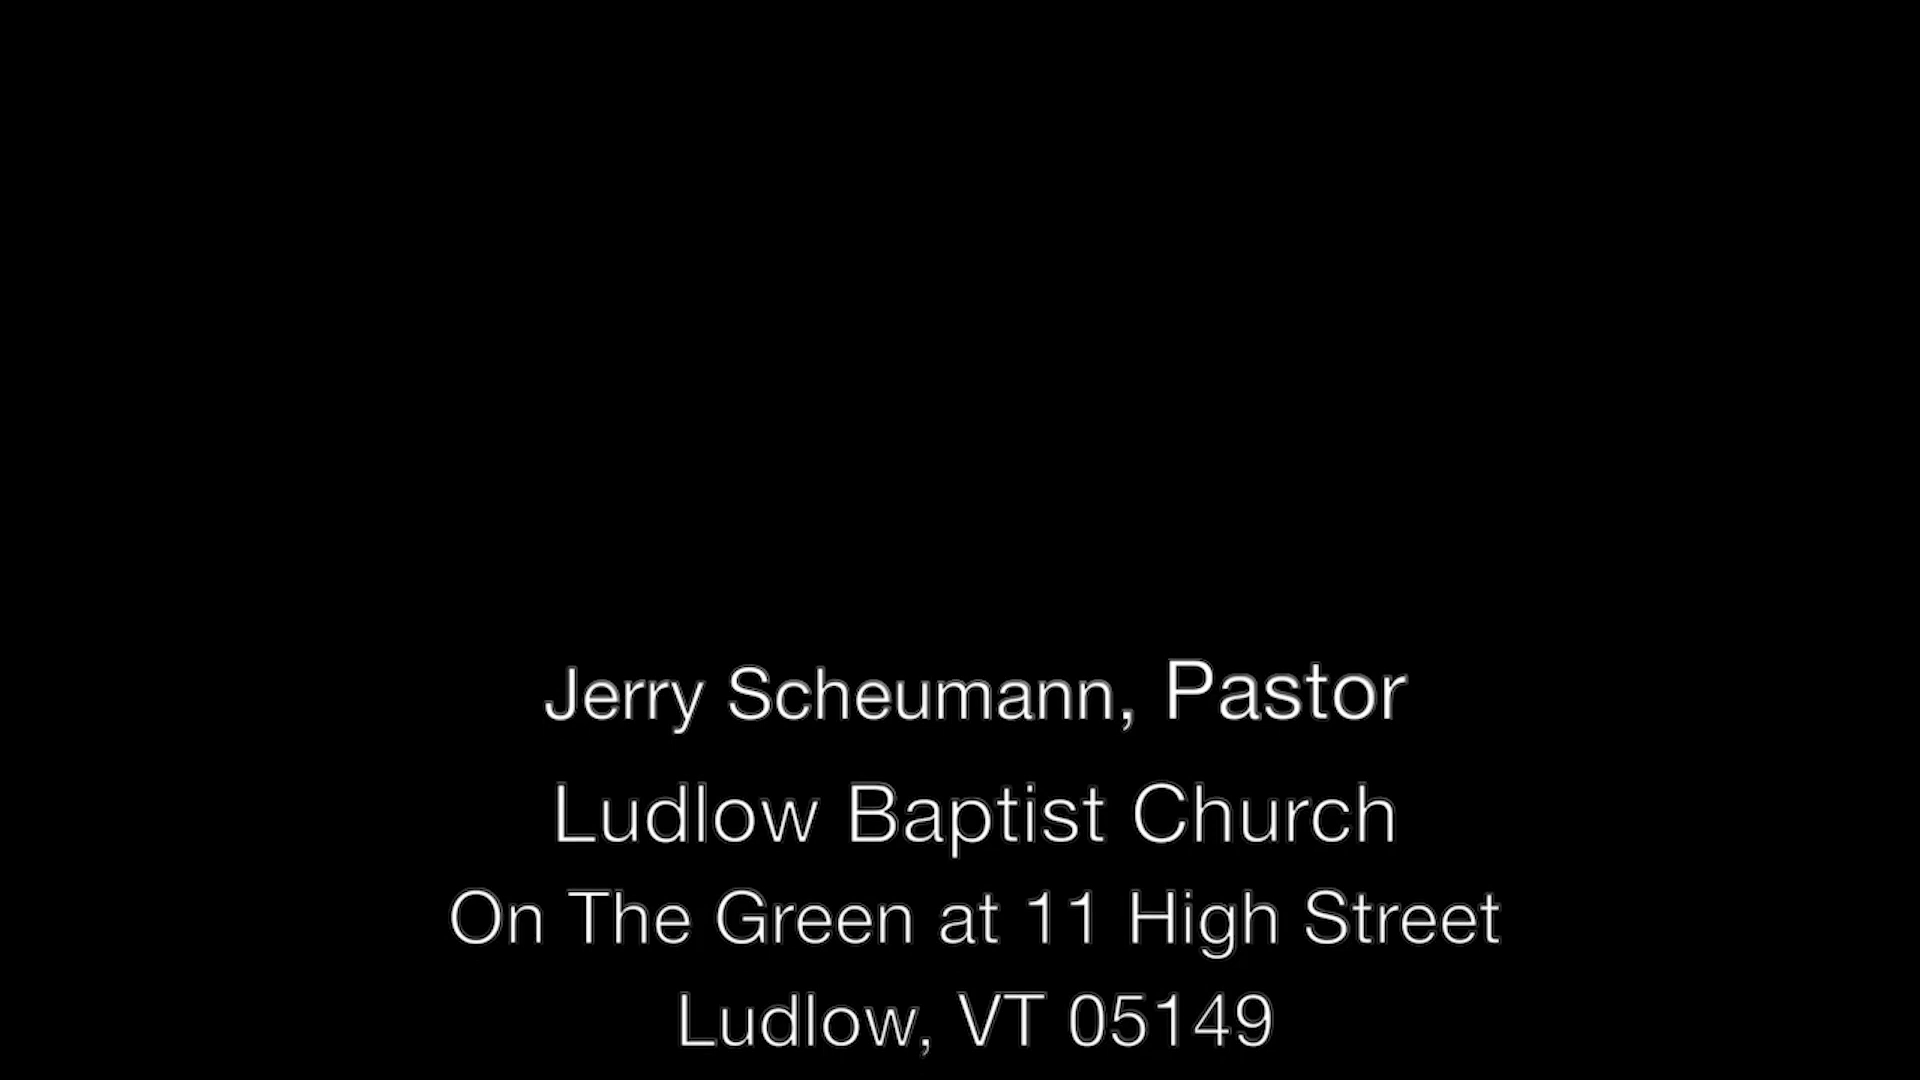 Jerry Scheumann, Pastor
Ludlow Baptist Church
On The Green at 11 High Street
Ludlow, VT 05149